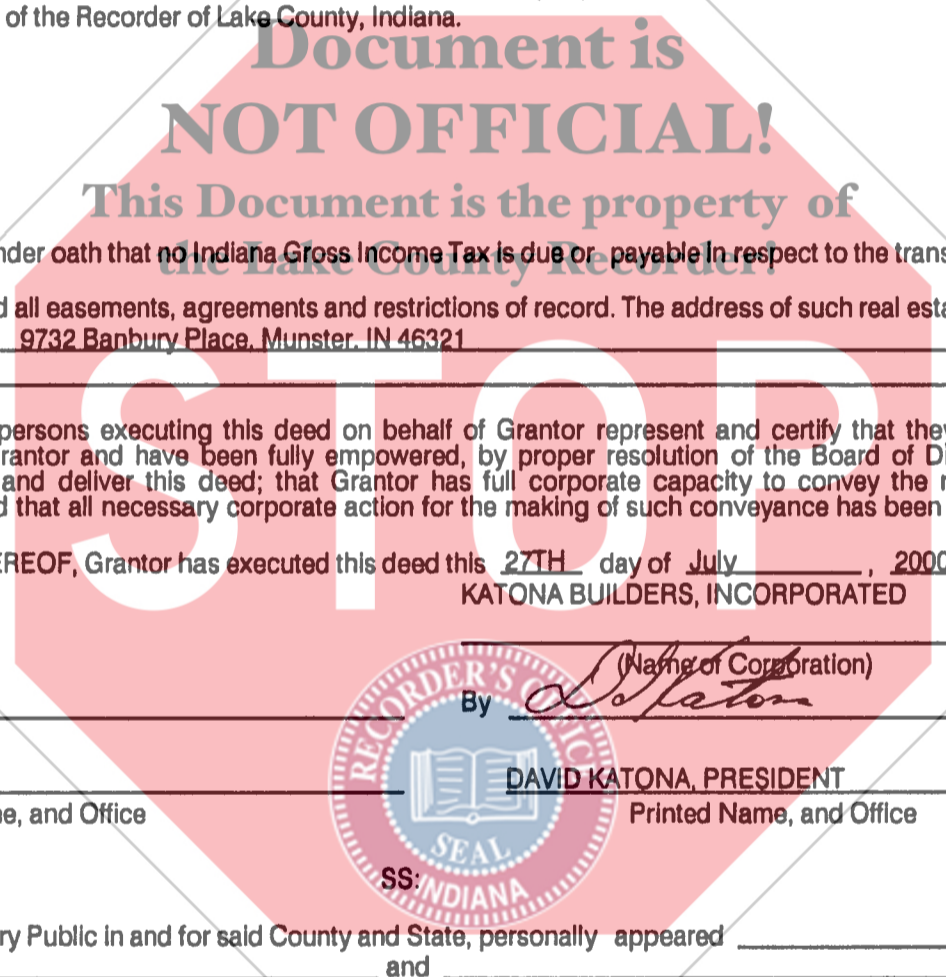 of the Recorder of Lake County, Indiana.
Document is
NOT OFFICIAL!
This Document is the property of
the Lake County Recorder!
nder oath that no Indiana Gross Income Tax is due or payable in respect to the trans
d all easements, agreements and restrictions of record. The address of such real esta
9732 Banbury Place, Munster, IN 46321
STOP
persons executing this deed on behalf of Grantor represent and certify that they
rantor and have been fully empowered, by proper resolution of the Board of Di
and deliver this deed; that Grantor has full corporate capacity to convey the r
d that all necessary corporate action for the making of such conveyance has been
EREOF, Grantor has executed this deed this 27TH day of July , 2000
KATONA BUILDERS, INCORPORATED
(Name of Corporation)
By D Katona
DAVID KATONA, PRESIDENT
e, and Office Printed Name, and Office
RECORDER'S OFFICE
SEAL
INDIANA
SS:
ry Public in and for said County and State, personally appeared
and